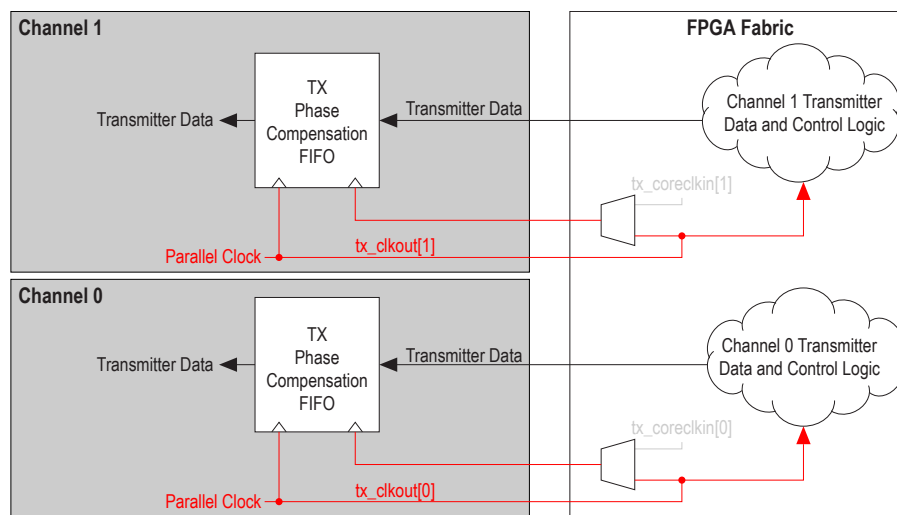 Channel 1
FPGA Fabric
TX
Phase
Compensation
FIFO
Transmitter Data
Transmitter Data
Channel 1 Transmitter
Data and Control Logic
tx_coreclkin[1]
tx_clkout[1]
Parallel Clock
Channel 0
TX
Phase
Compensation
FIFO
Transmitter Data
Transmitter Data
Channel 0 Transmitter
Data and Control Logic
tx_coreclkin[0]
tx_clkout[0]
Parallel Clock